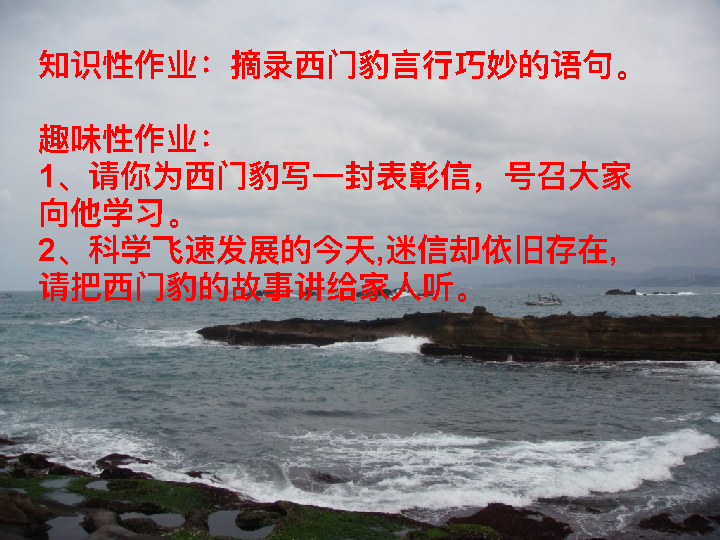 知识性作业：摘录西门豹言行巧妙的语句。
趣味性作业：
1、请你为西门豹写一封表彰信，号召大家
向他学习。
2、科学飞速发展的今天,迷信却依旧存在,
请把西门豹的故事讲给家人听。